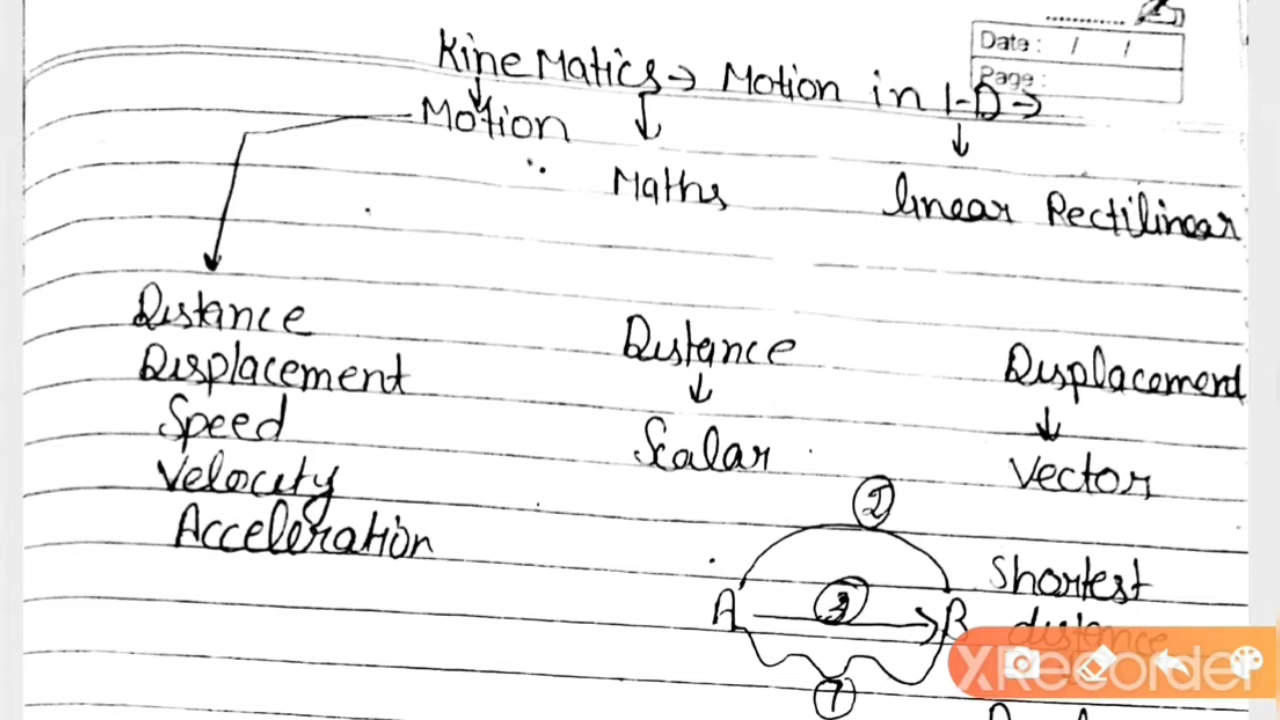 Date : / /
Page :
KineMatics → Motion in 1-D →
Motion
Maths
linear Rectilinear
Distance
Displacement
Speed
Velocity
Acceleration
Distance
↓
Scalar
Displacement
↓
Vector
2
Shortest
distance
A 3 B
1
XRecorder